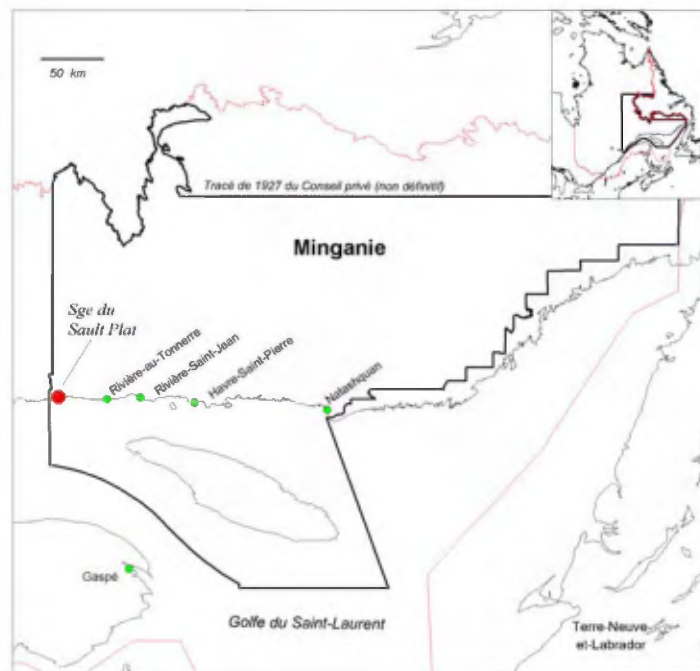 50 km
Tracé de 1927 du Conseil privé (non définitif)
Minganie
Sge du
Sault Plat
Rivière-au-Tonnerre
Rivière-Saint-Jean
Havre-Saint-Pierre
Natashquan
Gaspé
Golfe du Saint-Laurent
Terre-Neuve-
et-Labrador